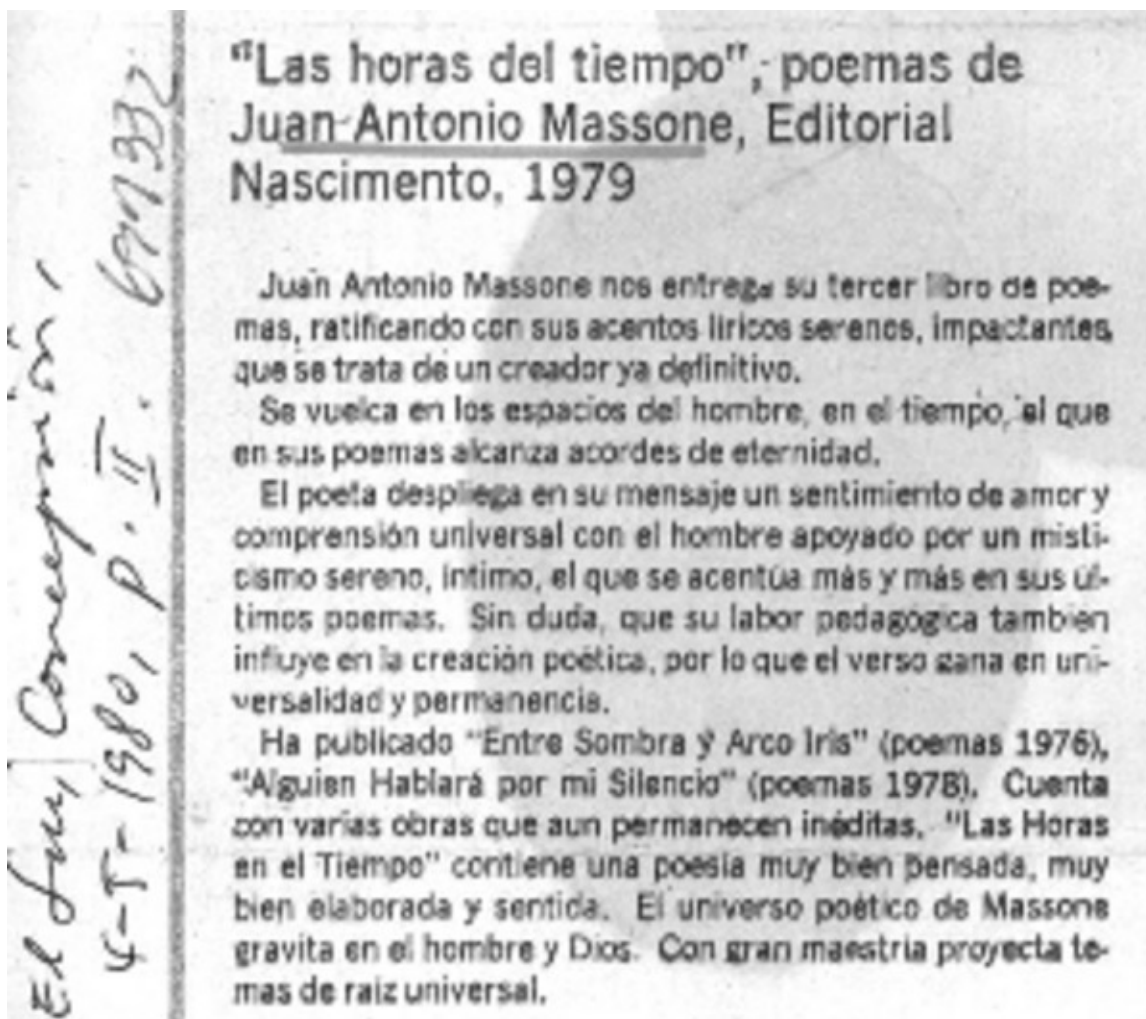 "Las horas del tiempo", poemas de
Juan Antonio Massone, Editorial
Nascimento, 1979
Juan Antonio Massone nos entrega su tercer libro de poe-
mas, ratificando con sus acentos líricos serenos, impactantes,
que se trata de un creador ya definitivo.
Se vuelca en los espacios del hombre, en el tiempo, el que
en sus poemas alcanza acordes de eternidad.
El poeta despliega en su mensaje un sentimiento de amor y
comprensión universal con el hombre apoyado por un misti-
cismo sereno, íntimo, el que se acentúa más y más en sus úl-
timos poemas. Sin duda, que su labor pedagógica tambien
influye en la creación poética, por lo que el verso gana en uni-
versalidad y permanencia.
Ha publicado "Entre Sombra y Arco Iris" (poemas 1976),
"Alguien Hablará por mi Silencio" (poemas 1978). Cuenta
con varias obras que aun permanecen inéditas. "Las Horas
en el Tiempo" contiene una poesía muy bien pensada, muy
bien elaborada y sentida. El universo poético de Massone
gravita en el hombre y Dios. Con gran maestria proyecta te-
mas de raiz universal.
El Sur, Concepción,
4-I-1980, p. II.